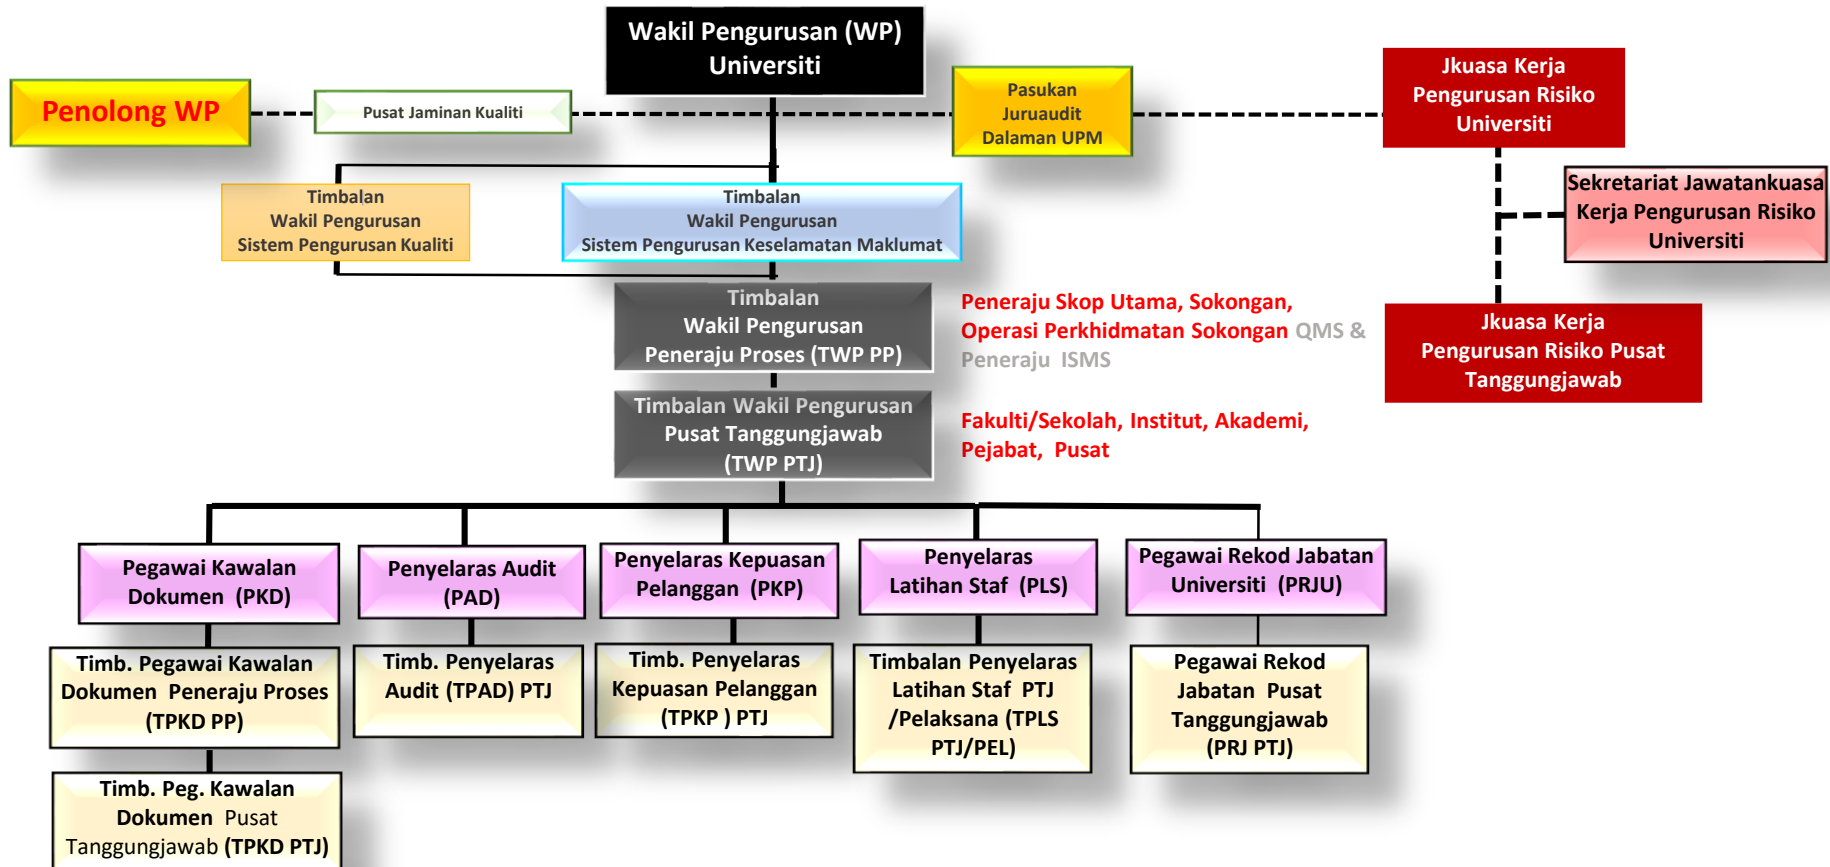 Wakil Pengurusan (WP)
Universiti
Penolong WP
Pusat Jaminan Kualiti
Pasukan
Juruaudit
Dalaman UPM
Jkuasa Kerja
Pengurusan Risiko
Universiti
Timbalan
Wakil Pengurusan
Sistem Pengurusan Kualiti
Timbalan
Wakil Pengurusan
Sistem Pengurusan Keselamatan Maklumat
Sekretariat Jawatankuasa
Kerja Pengurusan Risiko
Universiti
Timbalan
Wakil Pengurusan
Peneraju Proses (TWP PP)
Peneraju Skop Utama, Sokongan,
Operasi Perkhidmatan Sokongan QMS &
Peneraju ISMS
Jkuasa Kerja
Pengurusan Risiko Pusat
Tanggungjawab
Timbalan Wakil Pengurusan
Pusat Tanggungjawab
(TWP PTJ)
Fakulti/Sekolah, Institut, Akademi,
Pejabat, Pusat
Pegawai Kawalan
Dokumen (PKD)
Penyelaras Audit
(PAD)
Penyelaras Kepuasan
Pelanggan (PKP)
Penyelaras
Latihan Staf (PLS)
Pegawai Rekod Jabatan
Universiti (PRJU)
Timb. Pegawai Kawalan
Dokumen Peneraju Proses
(TPKD PP)
Timb. Penyelaras
Audit (TPAD) PTJ
Timb. Penyelaras
Kepuasan Pelanggan
(TPKP ) PTJ
Timbalan Penyelaras
Latihan Staf PTJ
/Pelaksana (TPLS
PTJ/PEL)
Pegawai Rekod
Jabatan Pusat
Tanggungjawab
(PRJ PTJ)
Timb. Peg. Kawalan
Dokumen Pusat
Tanggungjawab (TPKD PTJ)